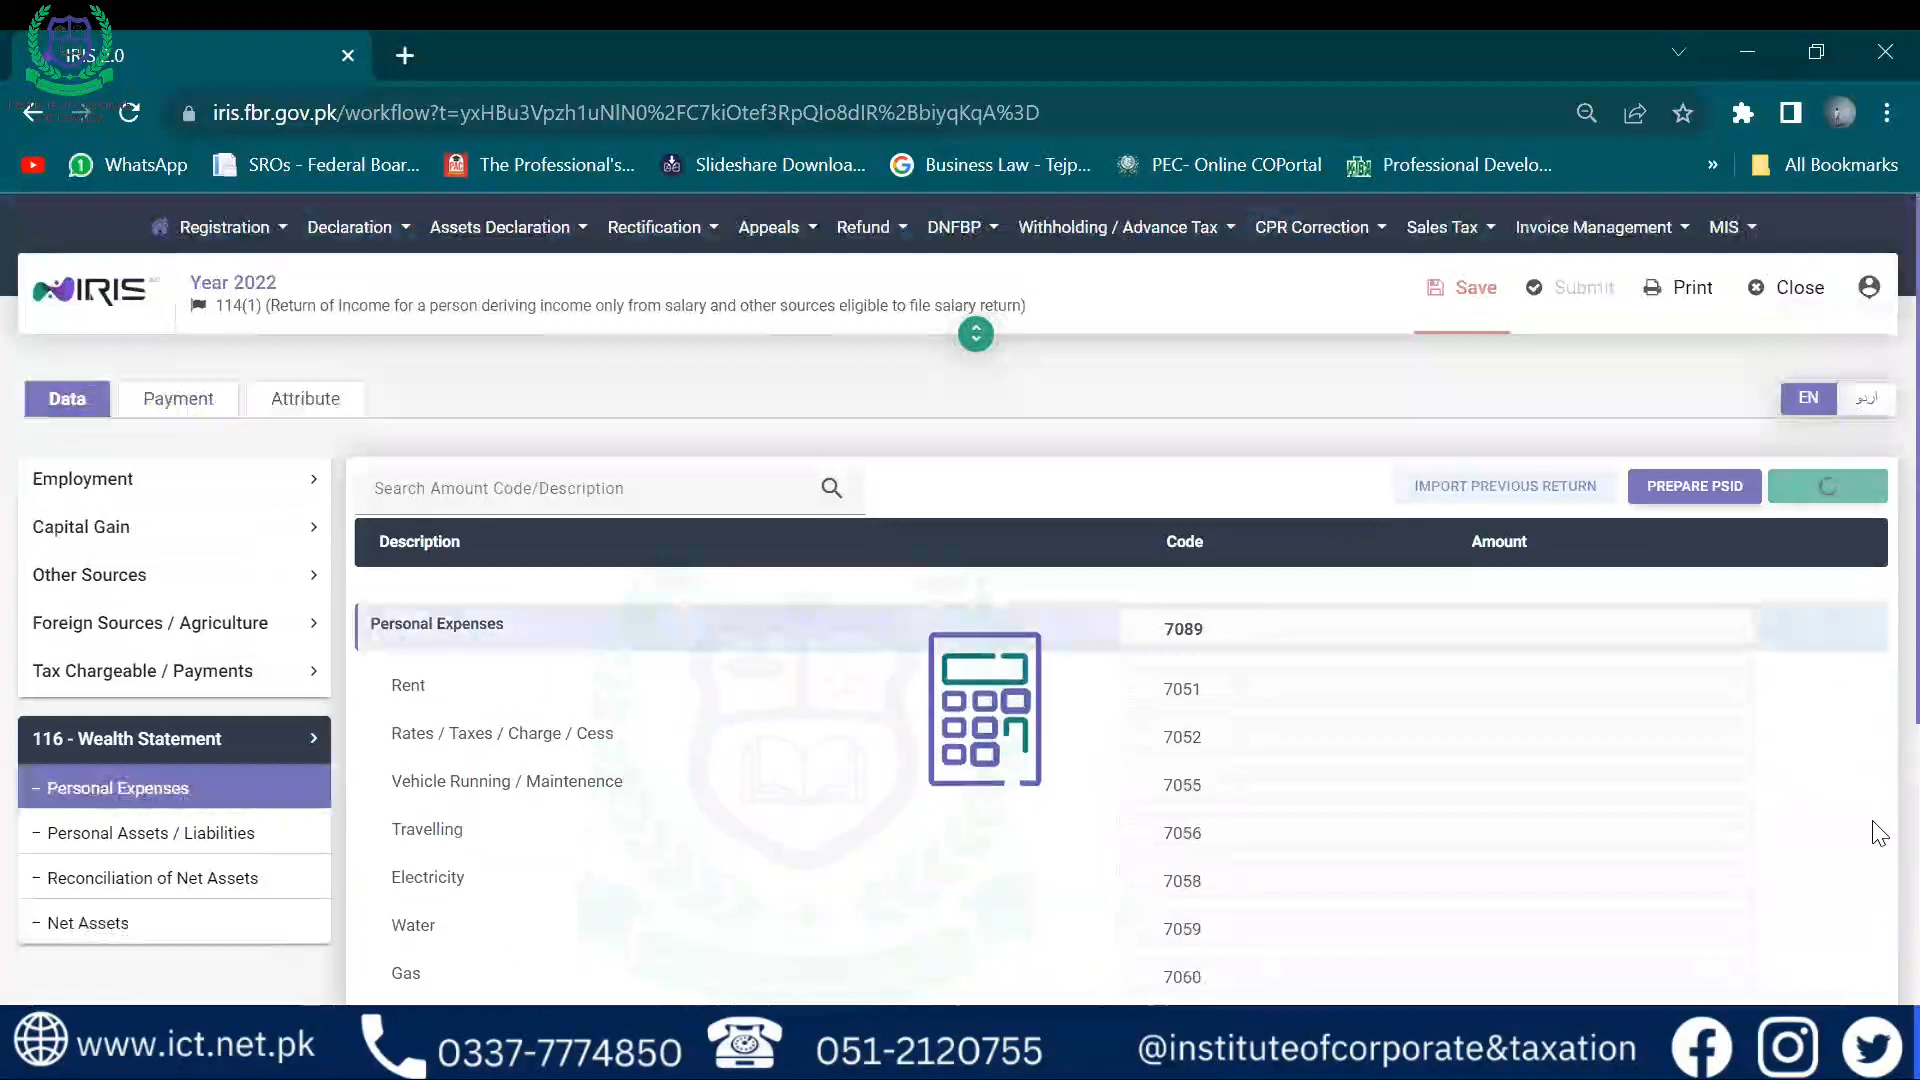 IRIS 2.0
iris.fbr.gov.pk/workflow?t=yxHBu3Vpzh1uNlN0%2FC7kiOtef3RpQIo8dIR%2BbiyqKqA%3D
WhatsApp SROs - Federal Boar... The Professional's... Slideshare Downloa... Business Law - Tejp... PEC- Online COPortal Professional Develo... » All Bookmarks
Registration Declaration Assets Declaration Rectification Appeals Refund DNFBP Withholding / Advance Tax CPR Correction Sales Tax Invoice Management MIS
IRIS
Year 2022
114(1) (Return of Income for a person deriving income only from salary and other sources eligible to file salary return)
Save Submit Print Close
Data Payment Attribute
EN اردو
Employment
Capital Gain
Other Sources
Foreign Sources / Agriculture
Tax Chargeable / Payments
116 - Wealth Statement
– Personal Expenses
– Personal Assets / Liabilities
– Reconciliation of Net Assets
– Net Assets
Search Amount Code/Description
IMPORT PREVIOUS RETURN PREPARE PSID
Description Code Amount
Personal Expenses 7089
Rent 7051
Rates / Taxes / Charge / Cess 7052
Vehicle Running / Maintenence 7055
Travelling 7056
Electricity 7058
Water 7059
Gas 7060
www.ict.net.pk 0337-7774850 051-2120755 @instituteofcorporate&taxation